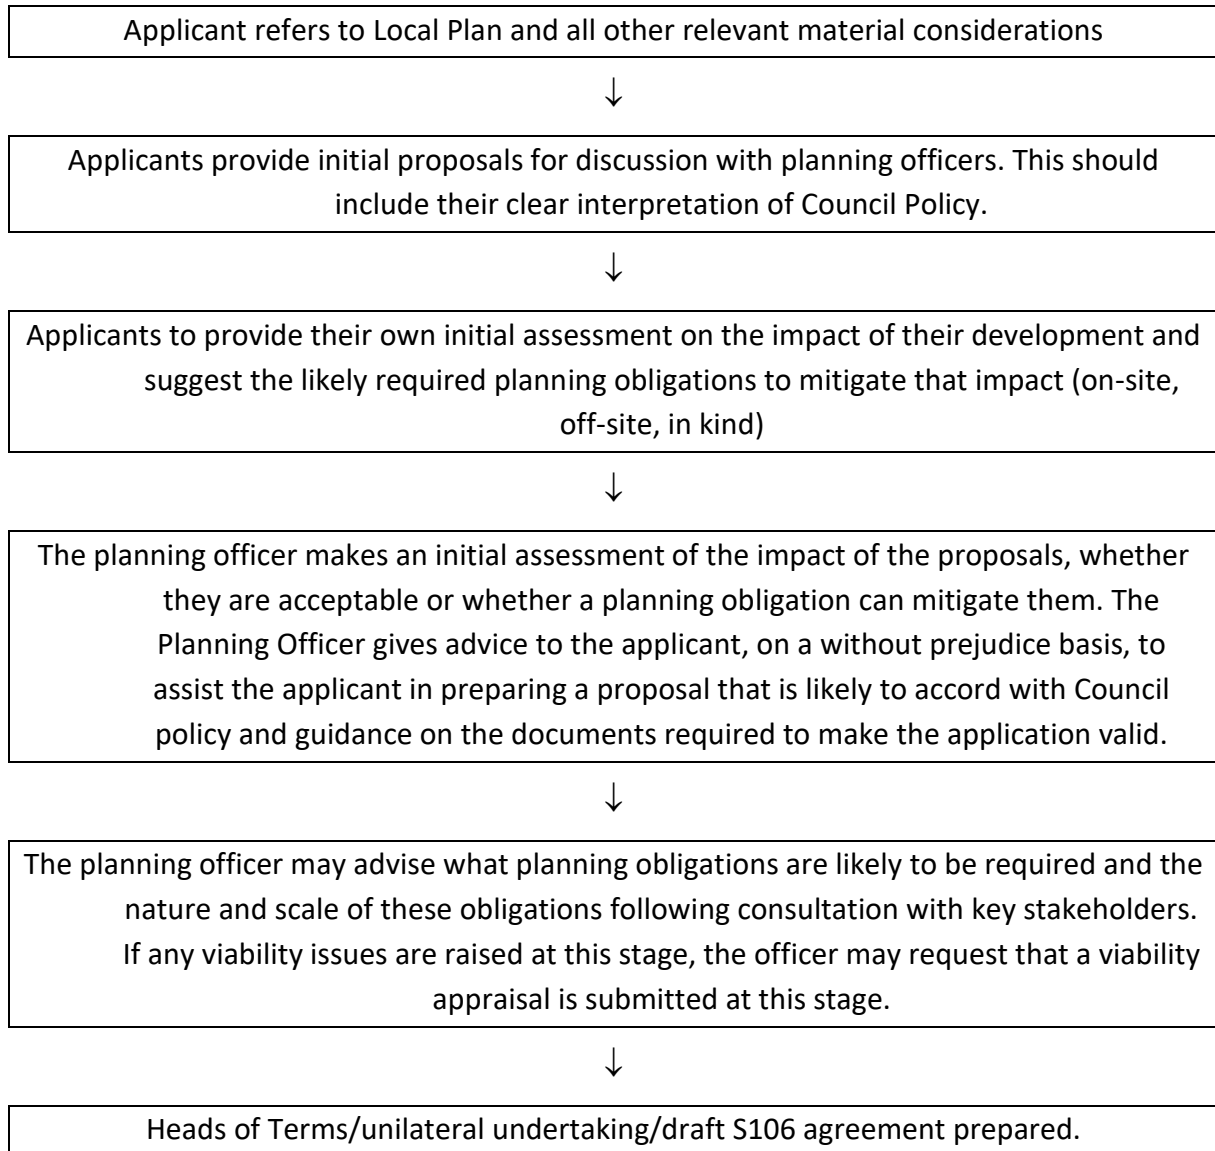 Applicant refers to Local Plan and all other relevant material considerations
↓
Applicants provide initial proposals for discussion with planning officers. This should
include their clear interpretation of Council Policy.
↓
Applicants to provide their own initial assessment on the impact of their development and
suggest the likely required planning obligations to mitigate that impact (on-site,
off-site, in kind)
↓
The planning officer makes an initial assessment of the impact of the proposals, whether
they are acceptable or whether a planning obligation can mitigate them. The
Planning Officer gives advice to the applicant, on a without prejudice basis, to
assist the applicant in preparing a proposal that is likely to accord with Council
policy and guidance on the documents required to make the application valid.
↓
The planning officer may advise what planning obligations are likely to be required and the
nature and scale of these obligations following consultation with key stakeholders.
If any viability issues are raised at this stage, the officer may request that a viability
appraisal is submitted at this stage.
↓
Heads of Terms/unilateral undertaking/draft S106 agreement prepared.